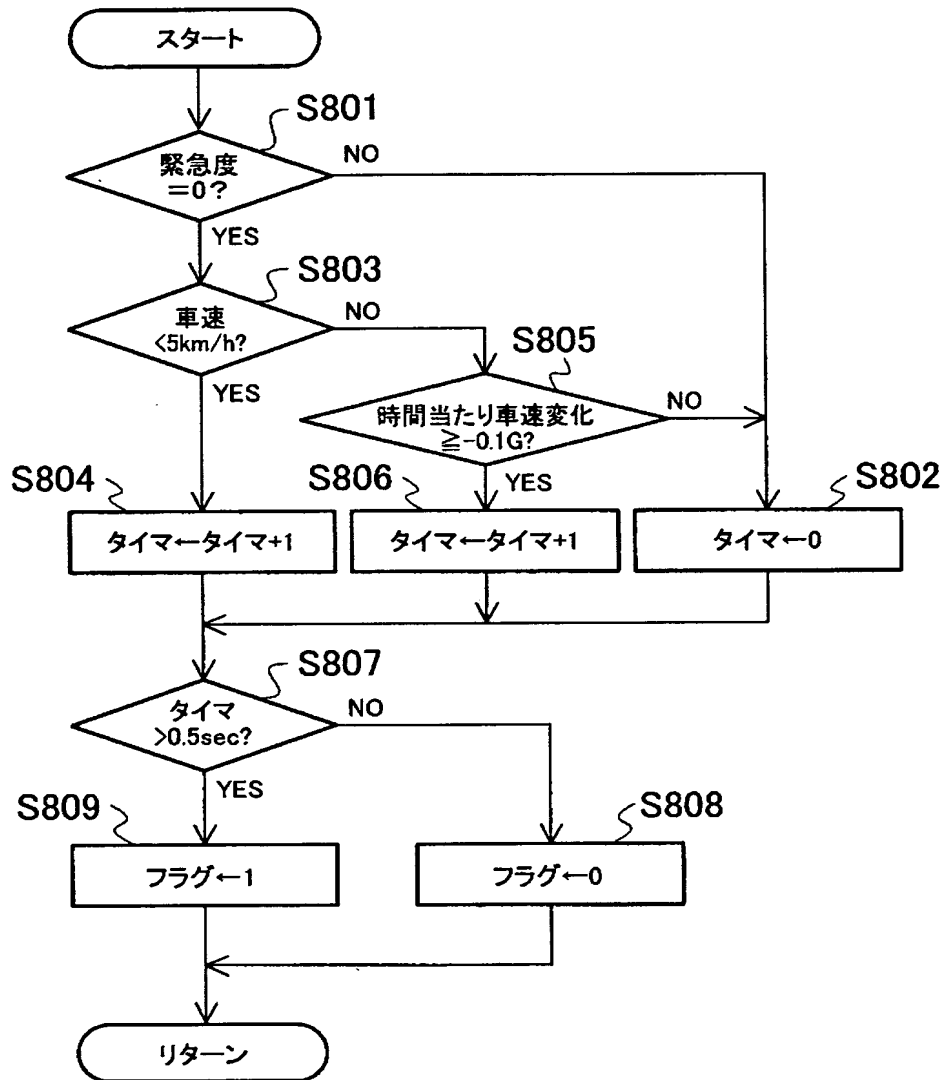 スタート
S801
緊急度
=0?
NO
YES
S803
車速
<5km/h?
NO
YES
S805
時間当たり車速変化
≧-0.1G?
NO
YES
S804
タイマ←タイマ+1
S806
タイマ←タイマ+1
S802
タイマ←0
S807
タイマ
>0.5sec?
NO
YES
S809
フラグ←1
S808
フラグ←0
リターン